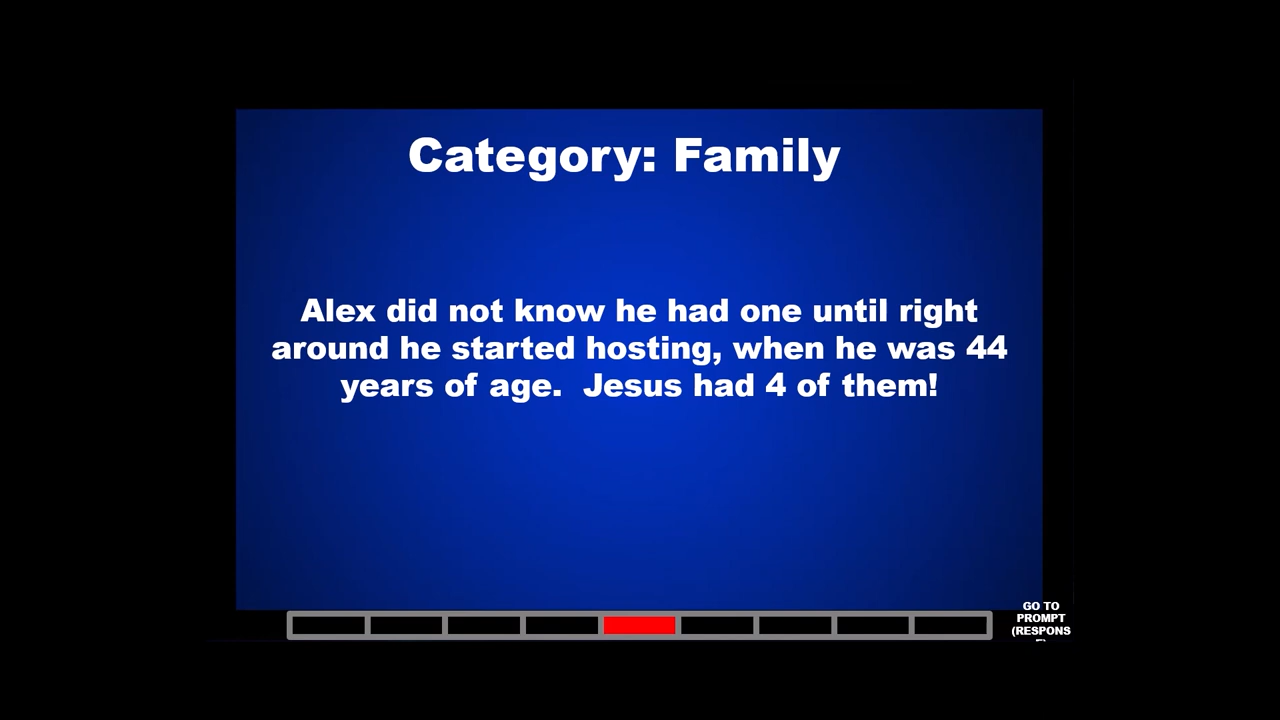 Category: Family
Alex did not know he had one until right
around he started hosting, when he was 44
years of age.  Jesus had 4 of them!
GO TO
PROMPT
(RESPONS